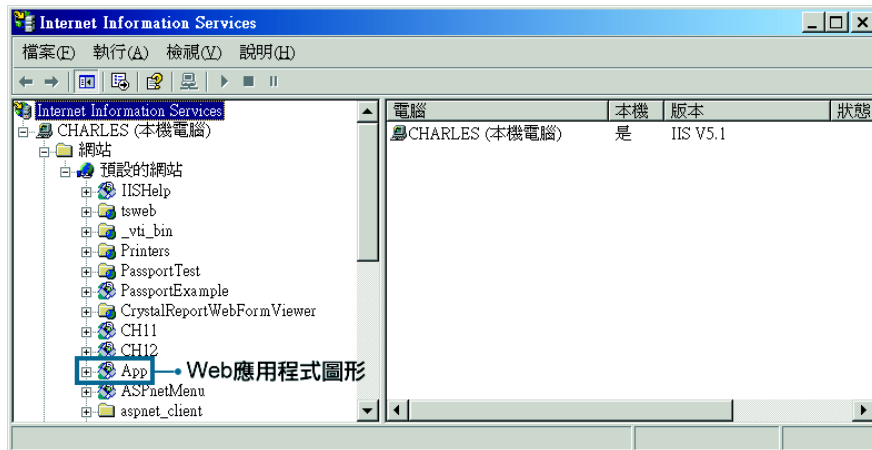 Internet Information Services
檔案(F) 執行(A) 檢視(V) 說明(H)
Internet Information Services
電腦 本機 版本 狀態
CHARLES (本機電腦)
CHARLES (本機電腦) 是 IIS V5.1
網站
預設的網站
IISHelp
tsweb
_vti_bin
Printers
PassportTest
PassportExample
CrystalReportWebFormViewer
CH11
CH12
App Web應用程式圖形
ASPnetMenu
aspnet_client